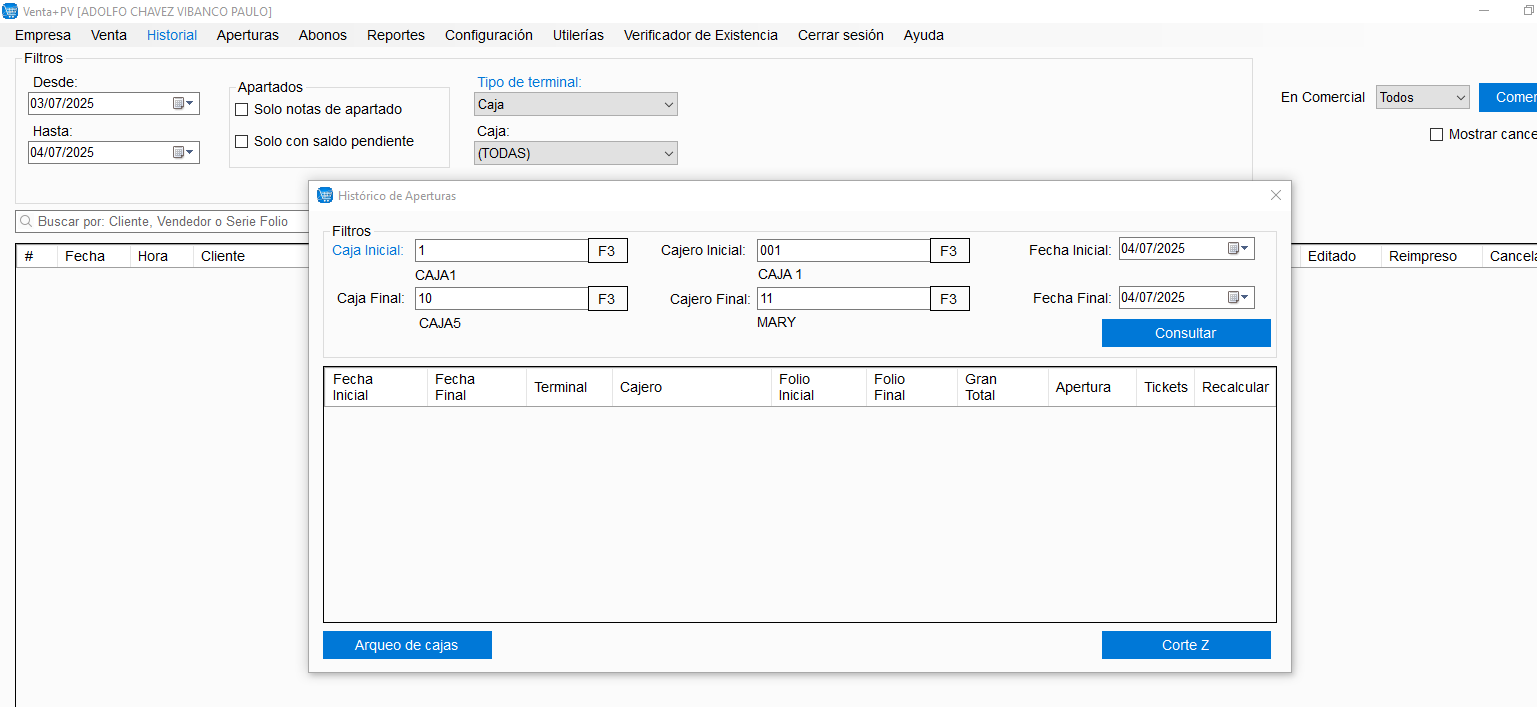 Venta+PV [ADOLFO CHAVEZ VIBANCO PAULO]
Empresa Venta Historial Aperturas Abonos Reportes Configuración Utilerías Verificador de Existencia Cerrar sesión Ayuda
Filtros
Desde:
03/07/2025
Hasta:
04/07/2025
Apartados
Solo notas de apartado
Solo con saldo pendiente
Tipo de terminal:
Caja
Caja:
(TODAS)
En Comercial Todos Comer
Mostrar cance
Buscar por: Cliente, Vendedor o Serie Folio
# Fecha Hora Cliente
Editado Reimpreso Cancela
Histórico de Aperturas
Filtros
Caja Inicial: 1 F3 Cajero Inicial: 001 F3 Fecha Inicial: 04/07/2025
CAJA1 CAJA 1
Caja Final: 10 F3 Cajero Final: 11 F3 Fecha Final: 04/07/2025
CAJA5 MARY
Consultar
Fecha Inicial Fecha Final Terminal Cajero Folio Inicial Folio Final Gran Total Apertura Tickets Recalcular
Arqueo de cajas Corte Z